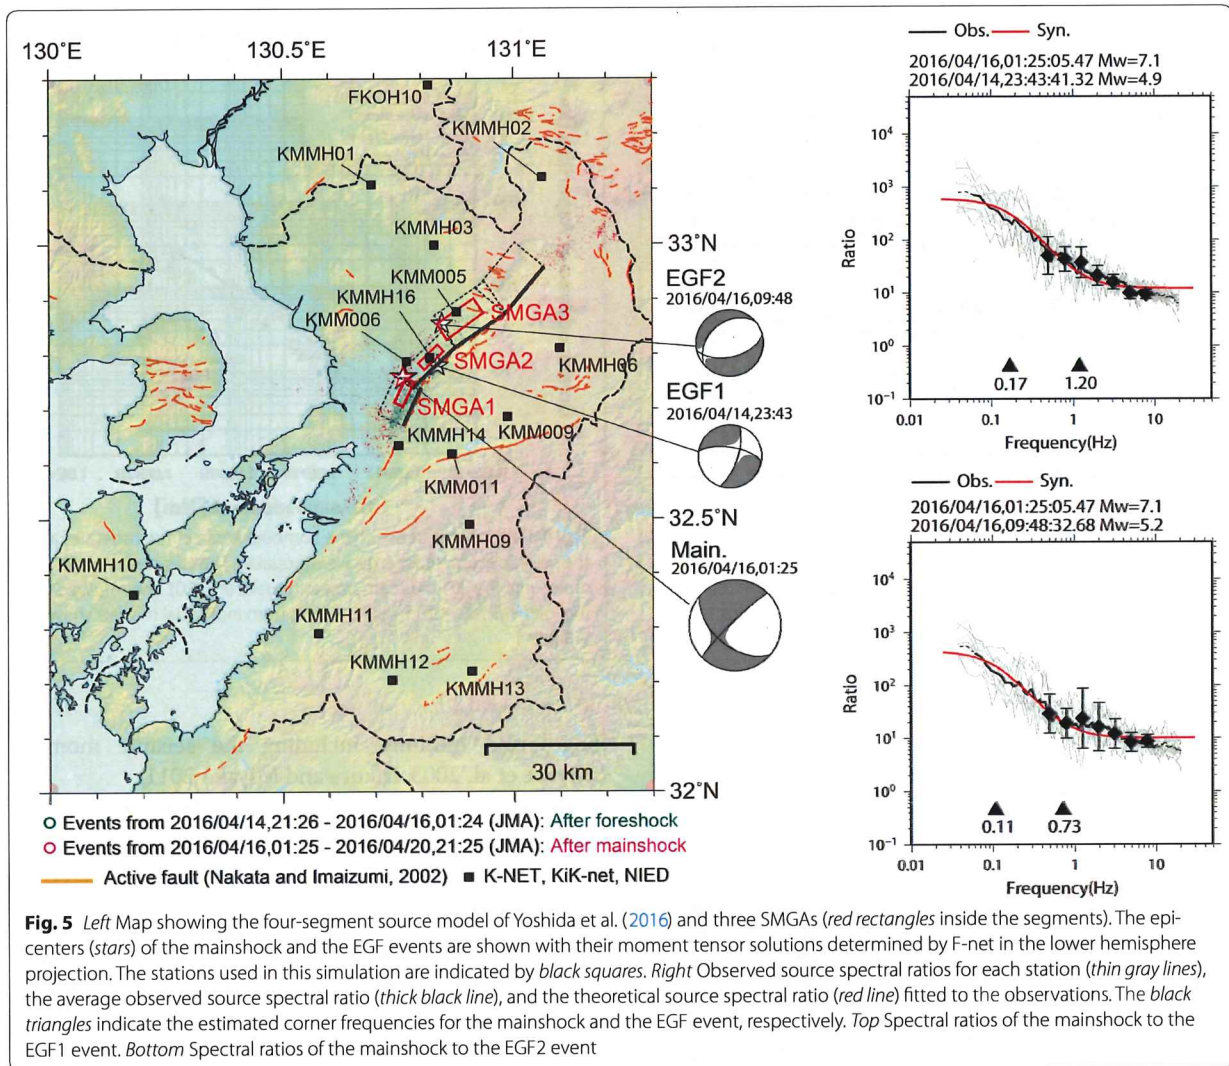 130˚E
130.5˚E
131˚E
FKOH10
KMMH02
KMMH01
KMMH03
KMM005
KMMH16
KMM006
SMGA3
SMGA2
KMMH06
SMGA1
KMM009
KMMH14
KMM011
KMMH09
KMMH10
KMMH11
KMMH12
KMMH13
30 km
33˚N
32.5˚N
32˚N
EGF2
2016/04/16,09:48
EGF1
2016/04/14,23:43
Main.
2016/04/16,01:25
Events from 2016/04/14,21:26 - 2016/04/16,01:24 (JMA): After foreshock
Events from 2016/04/16,01:25 - 2016/04/20,21:25 (JMA): After mainshock
Active fault (Nakata and Imaizumi, 2002) ■ K-NET, KiK-net, NIED
Obs. Syn.
2016/04/16,01:25:05.47 Mw=7.1
2016/04/14,23:43:41.32 Mw=4.9
10⁴
10³
10²
10¹
10⁰
10⁻¹
Ratio
0.17
1.20
0.01
0.1
1
10
Frequency(Hz)
Obs. Syn.
2016/04/16,01:25:05.47 Mw=7.1
2016/04/16,09:48:32.68 Mw=5.2
10⁴
10³
10²
10¹
10⁰
10⁻¹
Ratio
0.11
0.73
0.01
0.1
1
10
Frequency(Hz)
Fig. 5 Left Map showing the four-segment source model of Yoshida et al. (2016) and three SMGAs (red rectangles inside the segments). The epi-
centers (stars) of the mainshock and the EGF events are shown with their moment tensor solutions determined by F-net in the lower hemisphere
projection. The stations used in this simulation are indicated by black squares. Right Observed source spectral ratios for each station (thin gray lines),
the average observed source spectral ratio (thick black line), and the theoretical source spectral ratio (red line) fitted to the observations. The black
triangles indicate the estimated corner frequencies for the mainshock and the EGF event, respectively. Top Spectral ratios of the mainshock to the
EGF1 event. Bottom Spectral ratios of the mainshock to the EGF2 event